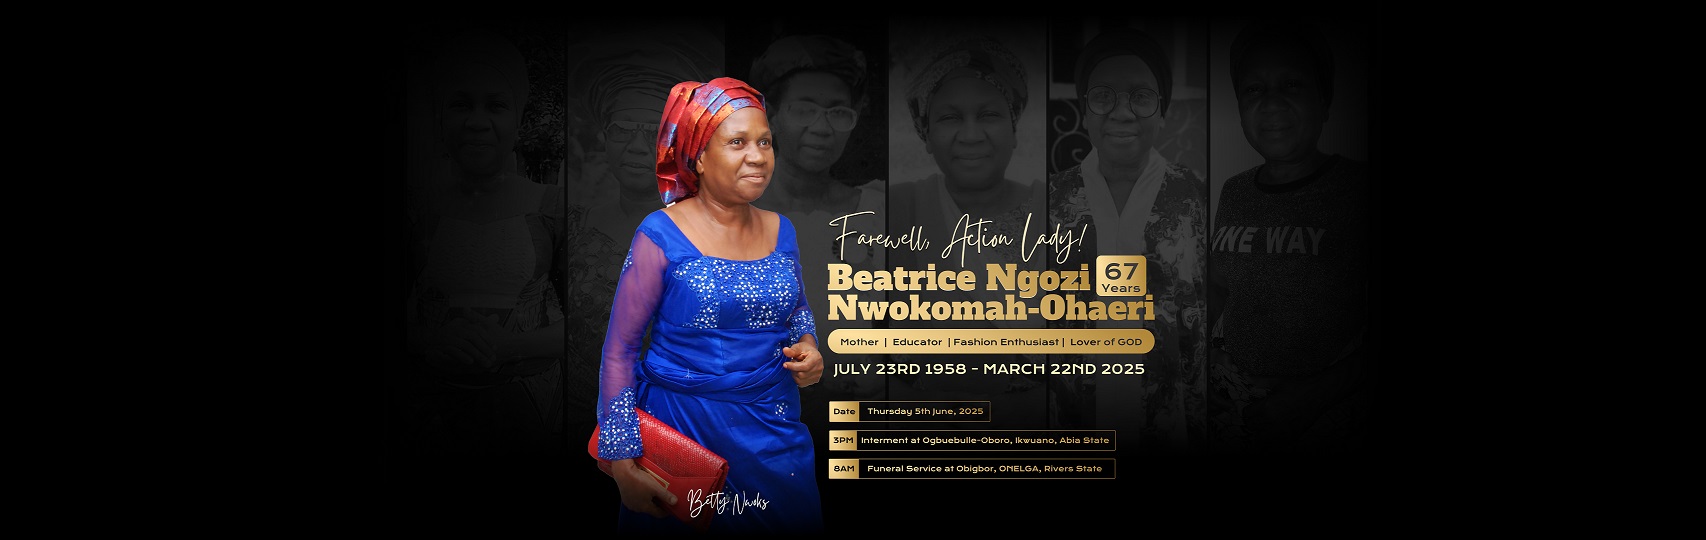 Farewell, Action Lady!
Beatrice Ngozi
67
Years
Nwokomah-Ohaeri
Mother | Educator | Fashion Enthusiast | Lover of GOD
JULY 23RD 1958 - MARCH 22ND 2025
Date Thursday 5th June, 2025
3PM Interment at Ogbuebulle-Oboro, Ikwuano, Abia State
8AM Funeral Service at Obigbor, ONELGA, Rivers State
Betty Nwoks
ONE WAY